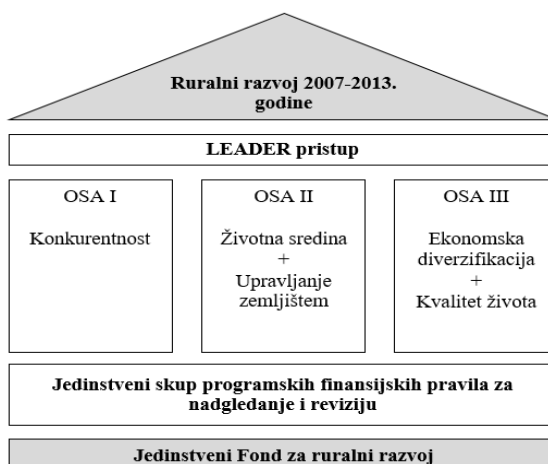 Ruralni razvoj 2007-2013.
godine
LEADER pristup
OSA I
Konkurentnost
OSA II
Životna sredina
+
Upravljanje
zemljištem
OSA III
Ekonomska
diverzifikacija
+
Kvalitet života
Jedinstveni skup programskih finansijskih pravila za
nadgledanje i reviziju
Jedinstveni Fond za ruralni razvoj